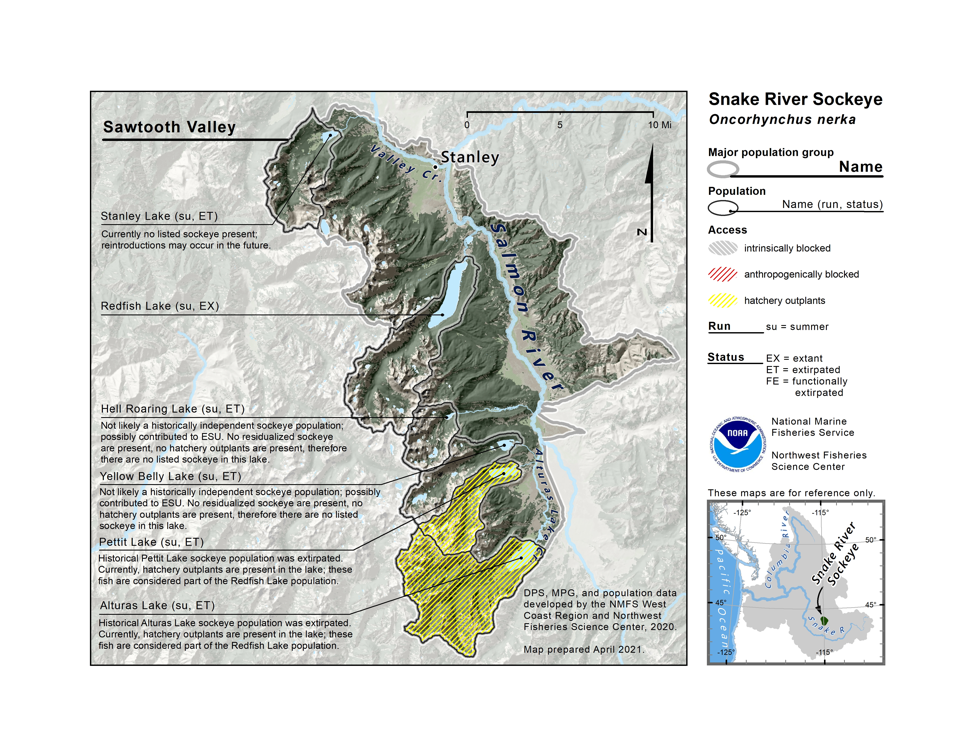 Sawtooth Valley
0 5 10 Mi
Stanley
Valley Cr.
N
Salmon River
Alturas Lake Cr.
Stanley Lake (su, ET)
Currently no listed sockeye present;
reintroductions may occur in the future.
Redfish Lake (su, EX)
Hell Roaring Lake (su, ET)
Not likely a historically independent sockeye population;
possibly contributed to ESU. No residualized sockeye
are present, no hatchery outplants are present, therefore
there are no listed sockeye in this lake.
Yellow Belly Lake (su, ET)
Not likely a historically independent sockeye population; possibly
contributed to ESU. No residualized sockeye are present, no
hatchery outplants are present, therefore there are no listed
sockeye in this lake.
Pettit Lake (su, ET)
Historical Pettit Lake sockeye population was extirpated.
Currently, hatchery outplants are present in the lake; these
fish are considered part of the Redfish Lake population.
Alturas Lake (su, ET)
Historical Alturas Lake sockeye population was extirpated.
Currently, hatchery outplants are present in the lake; these
fish are considered part of the Redfish Lake population.
DPS, MPG, and population data
developed by the NMFS West
Coast Region and Northwest
Fisheries Science Center, 2020.
Map prepared April 2021.
Snake River Sockeye
Oncorhynchus nerka
Major population group
Name
Population
Name (run, status)
Access
intrinsically blocked
anthropogenically blocked
hatchery outplants
Run su = summer
Status EX = extant
ET = extirpated
FE = functionally
extirpated
NOAA
National Marine
Fisheries Service
Northwest Fisheries
Science Center
These maps are for reference only.
-125° -115°
50° 50°
Columbia River
Snake River
Sockeye
Pacific Ocean
45° 45°
Snake R.
-125° -115°